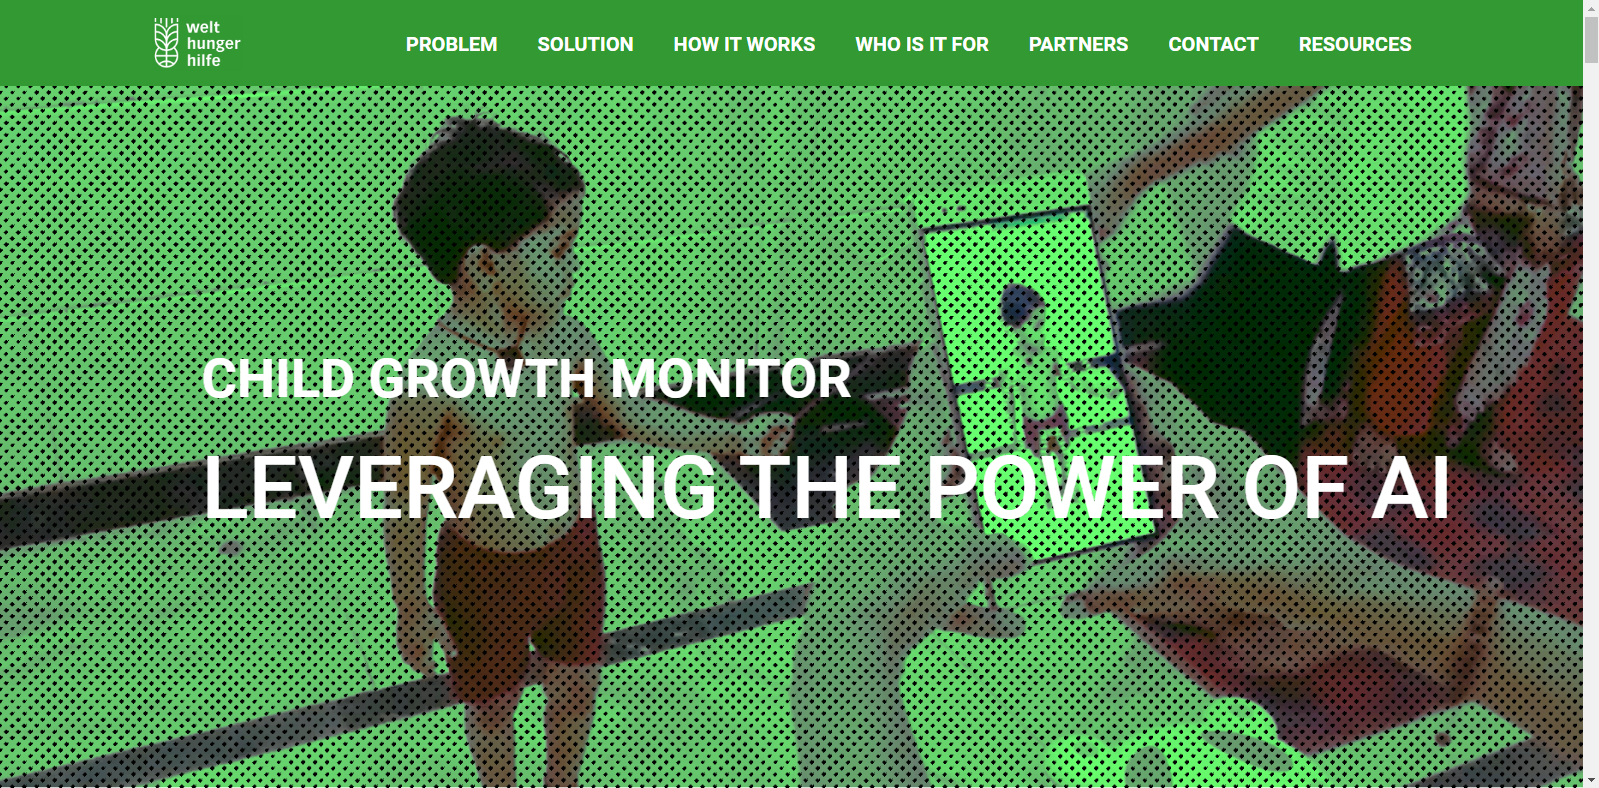 welt
hunger
hilfe
PROBLEM SOLUTION HOW IT WORKS WHO IS IT FOR PARTNERS CONTACT RESOURCES
CHILD GROWTH MONITOR
LEVERAGING THE POWER OF AI